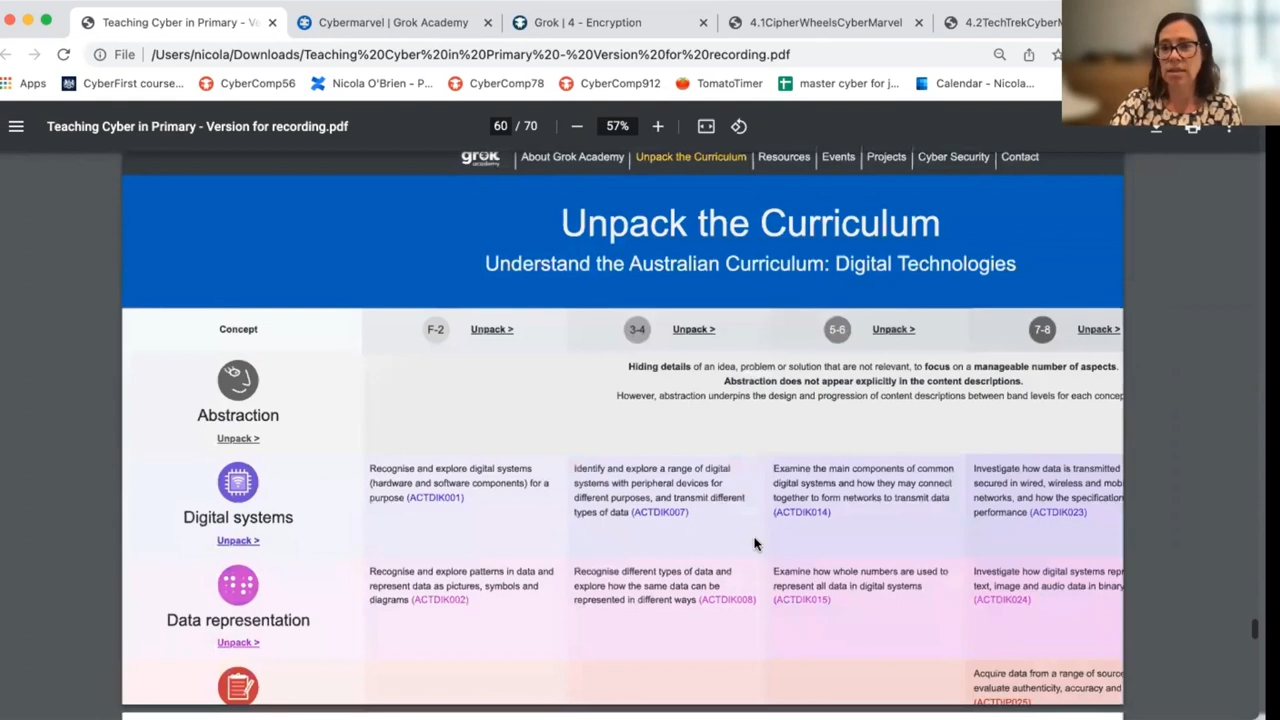 Teaching Cyber in Primary - Ve
Cybermarvel | Grok Academy
Grok | 4 - Encryption
4.1CipherWheelsCyberMarvel
4.2TechTrekCyberM
File
/Users/nicola/Downloads/Teaching%20Cyber%20in%20Primary%20-%20Version%20for%20recording.pdf
Apps
CyberFirst course...
CyberComp56
Nicola O'Brien - P...
CyberComp78
CyberComp912
TomatoTimer
master cyber for j...
Calendar - Nicola...
Teaching Cyber in Primary - Version for recording.pdf
60 / 70
57%
grok
academy
About Grok Academy
Unpack the Curriculum
Resources
Events
Projects
Cyber Security
Contact
Unpack the Curriculum
Understand the Australian Curriculum: Digital Technologies
Concept
F-2
Unpack >
3-4
Unpack >
5-6
Unpack >
7-8
Unpack >
Abstraction
Unpack >
Hiding details of an idea, problem or solution that are not relevant, to focus on a manageable number of aspects.
Abstraction does not appear explicitly in the content descriptions.
However, abstraction underpins the design and progression of content descriptions between band levels for each concep
Digital systems
Unpack >
Recognise and explore digital systems
(hardware and software components) for a
purpose (ACTDIK001)
Identify and explore a range of digital
systems with peripheral devices for
different purposes, and transmit different
types of data (ACTDIK007)
Examine the main components of common
digital systems and how they may connect
together to form networks to transmit data
(ACTDIK014)
Investigate how data is transmitted
secured in wired, wireless and mob
networks, and how the specification
performance (ACTDIK023)
Data representation
Unpack >
Recognise and explore patterns in data and
represent data as pictures, symbols and
diagrams (ACTDIK002)
Recognise different types of data and
explore how the same data can be
represented in different ways (ACTDIK008)
Examine how whole numbers are used to
represent all data in digital systems
(ACTDIK015)
Investigate how digital systems repr
text, image and audio data in binary
(ACTDIK024)
Acquire data from a range of source
evaluate authenticity, accuracy and
(ACTDIP025)